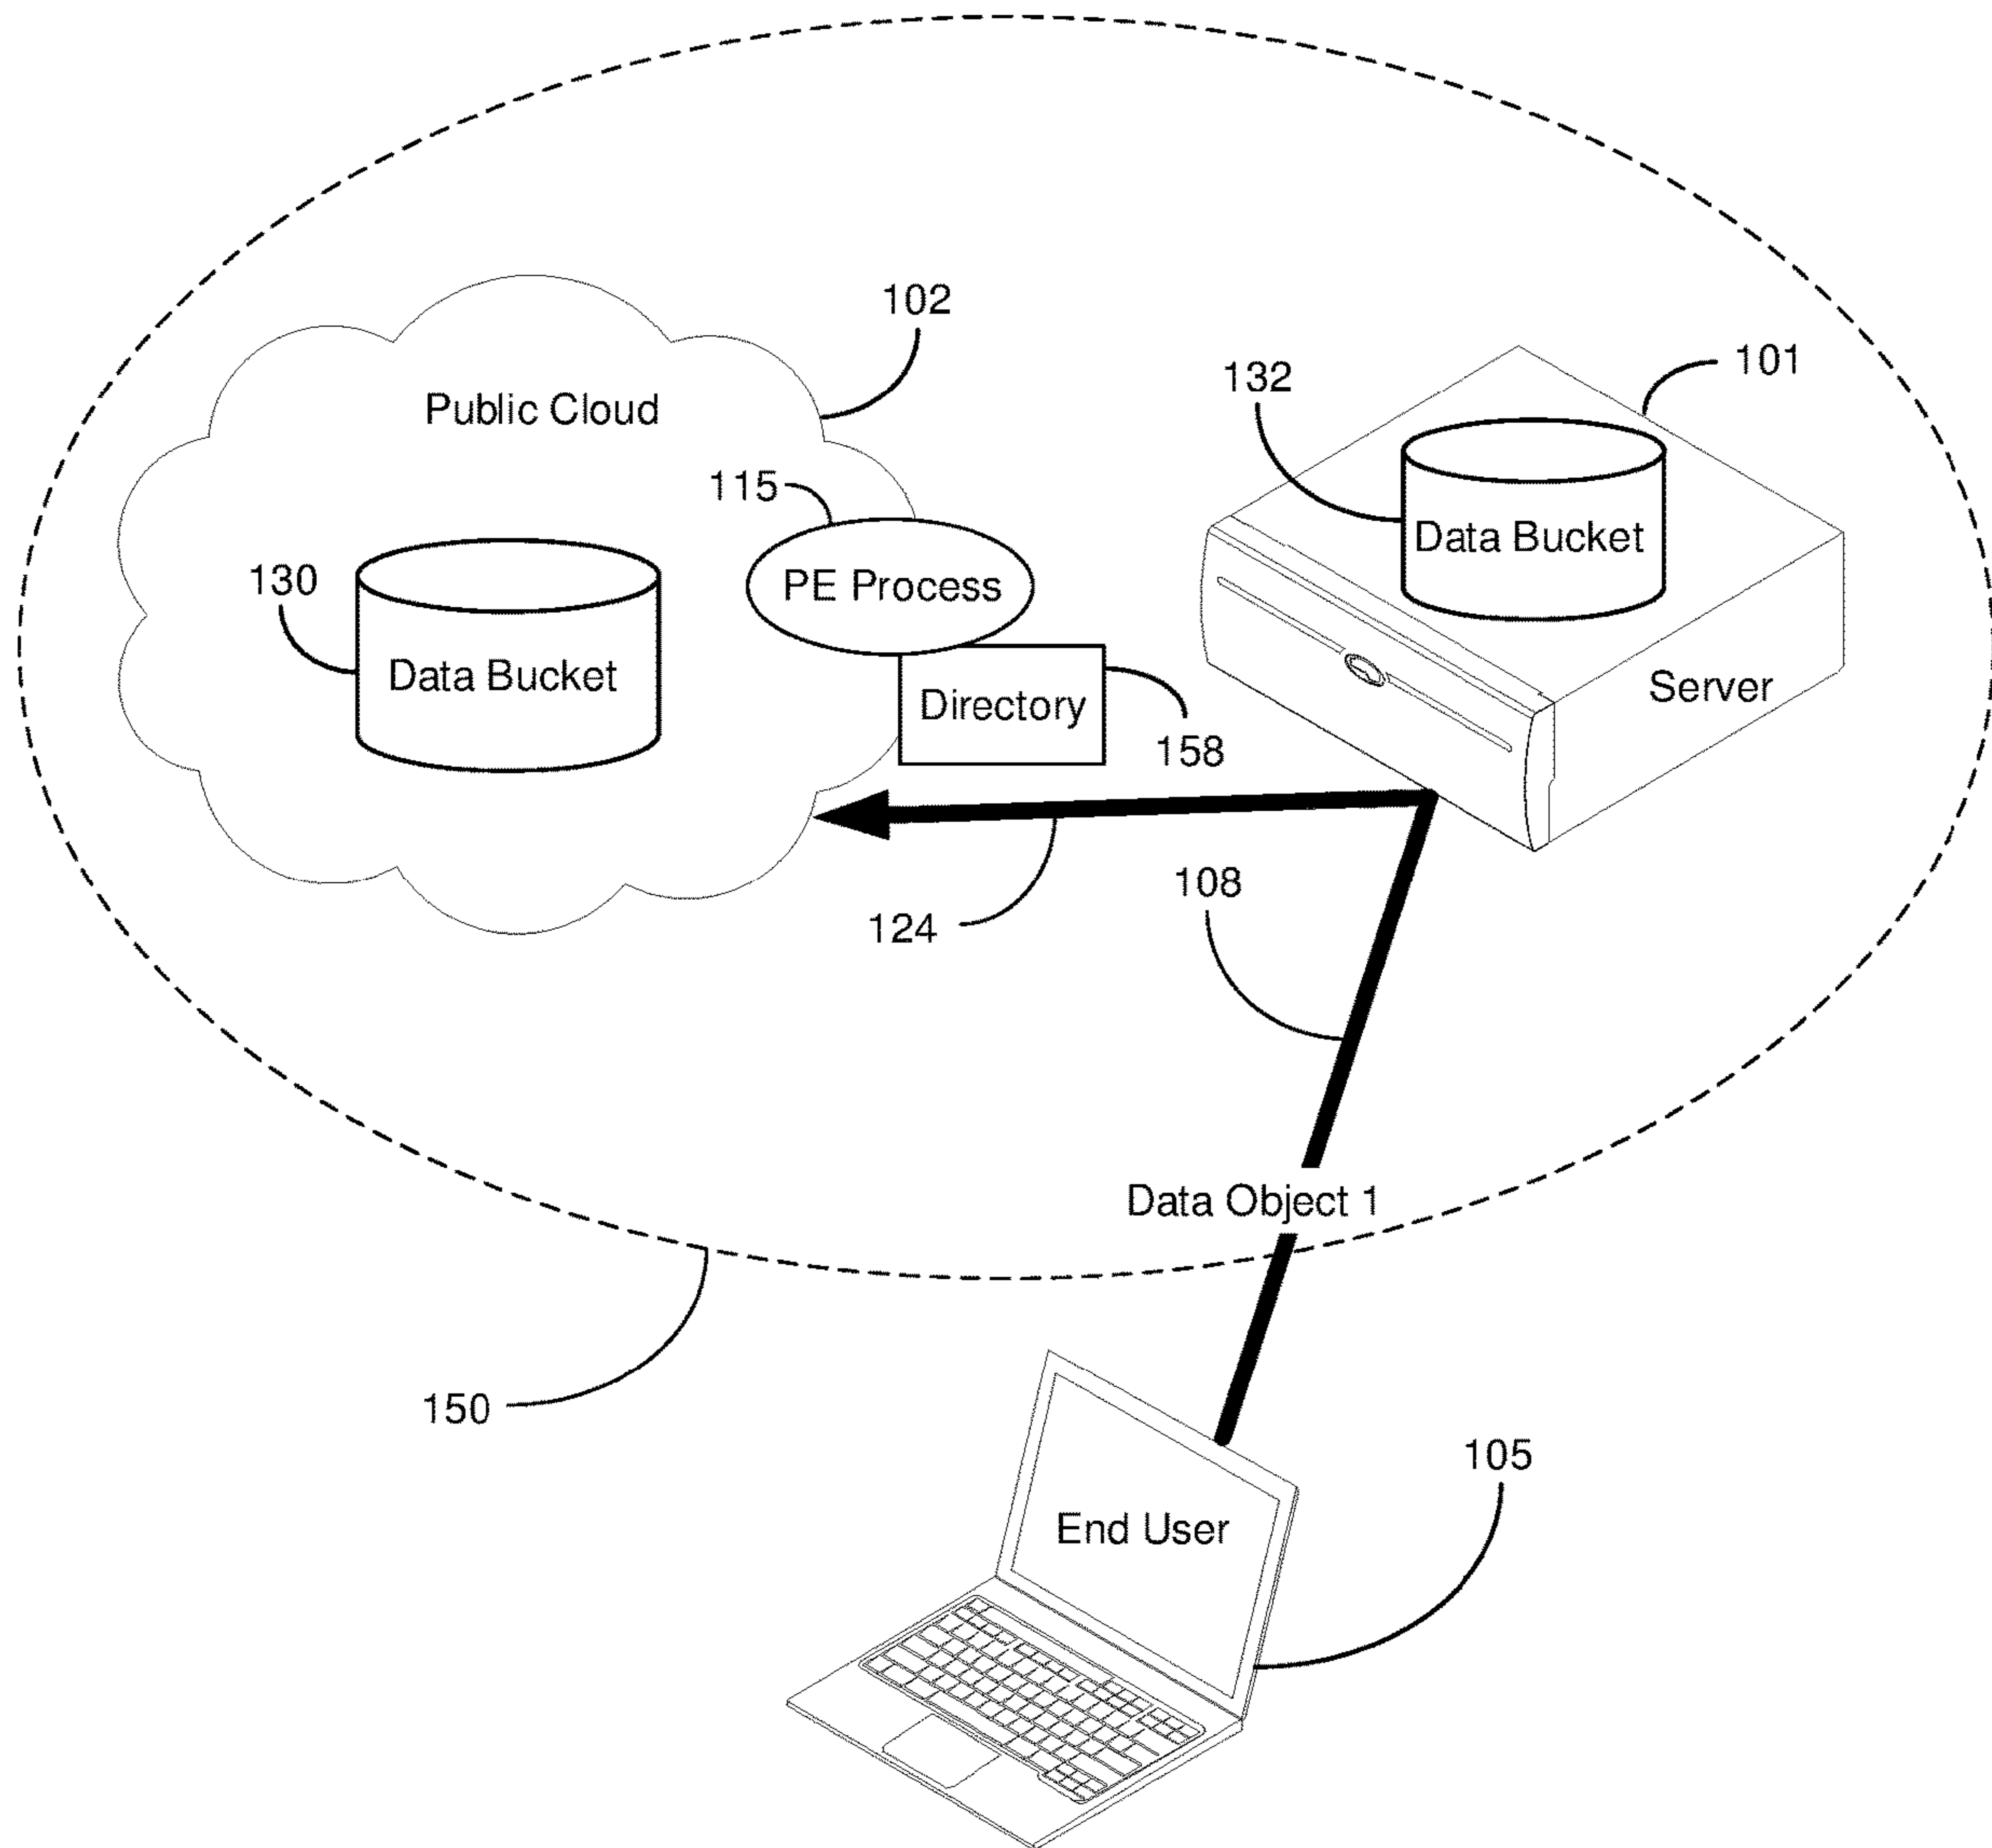 102
101
132
Public Cloud
115
Data Bucket
130
PE Process
Data Bucket
Server
Directory
158
108
124
Data Object 1
150
105
End User